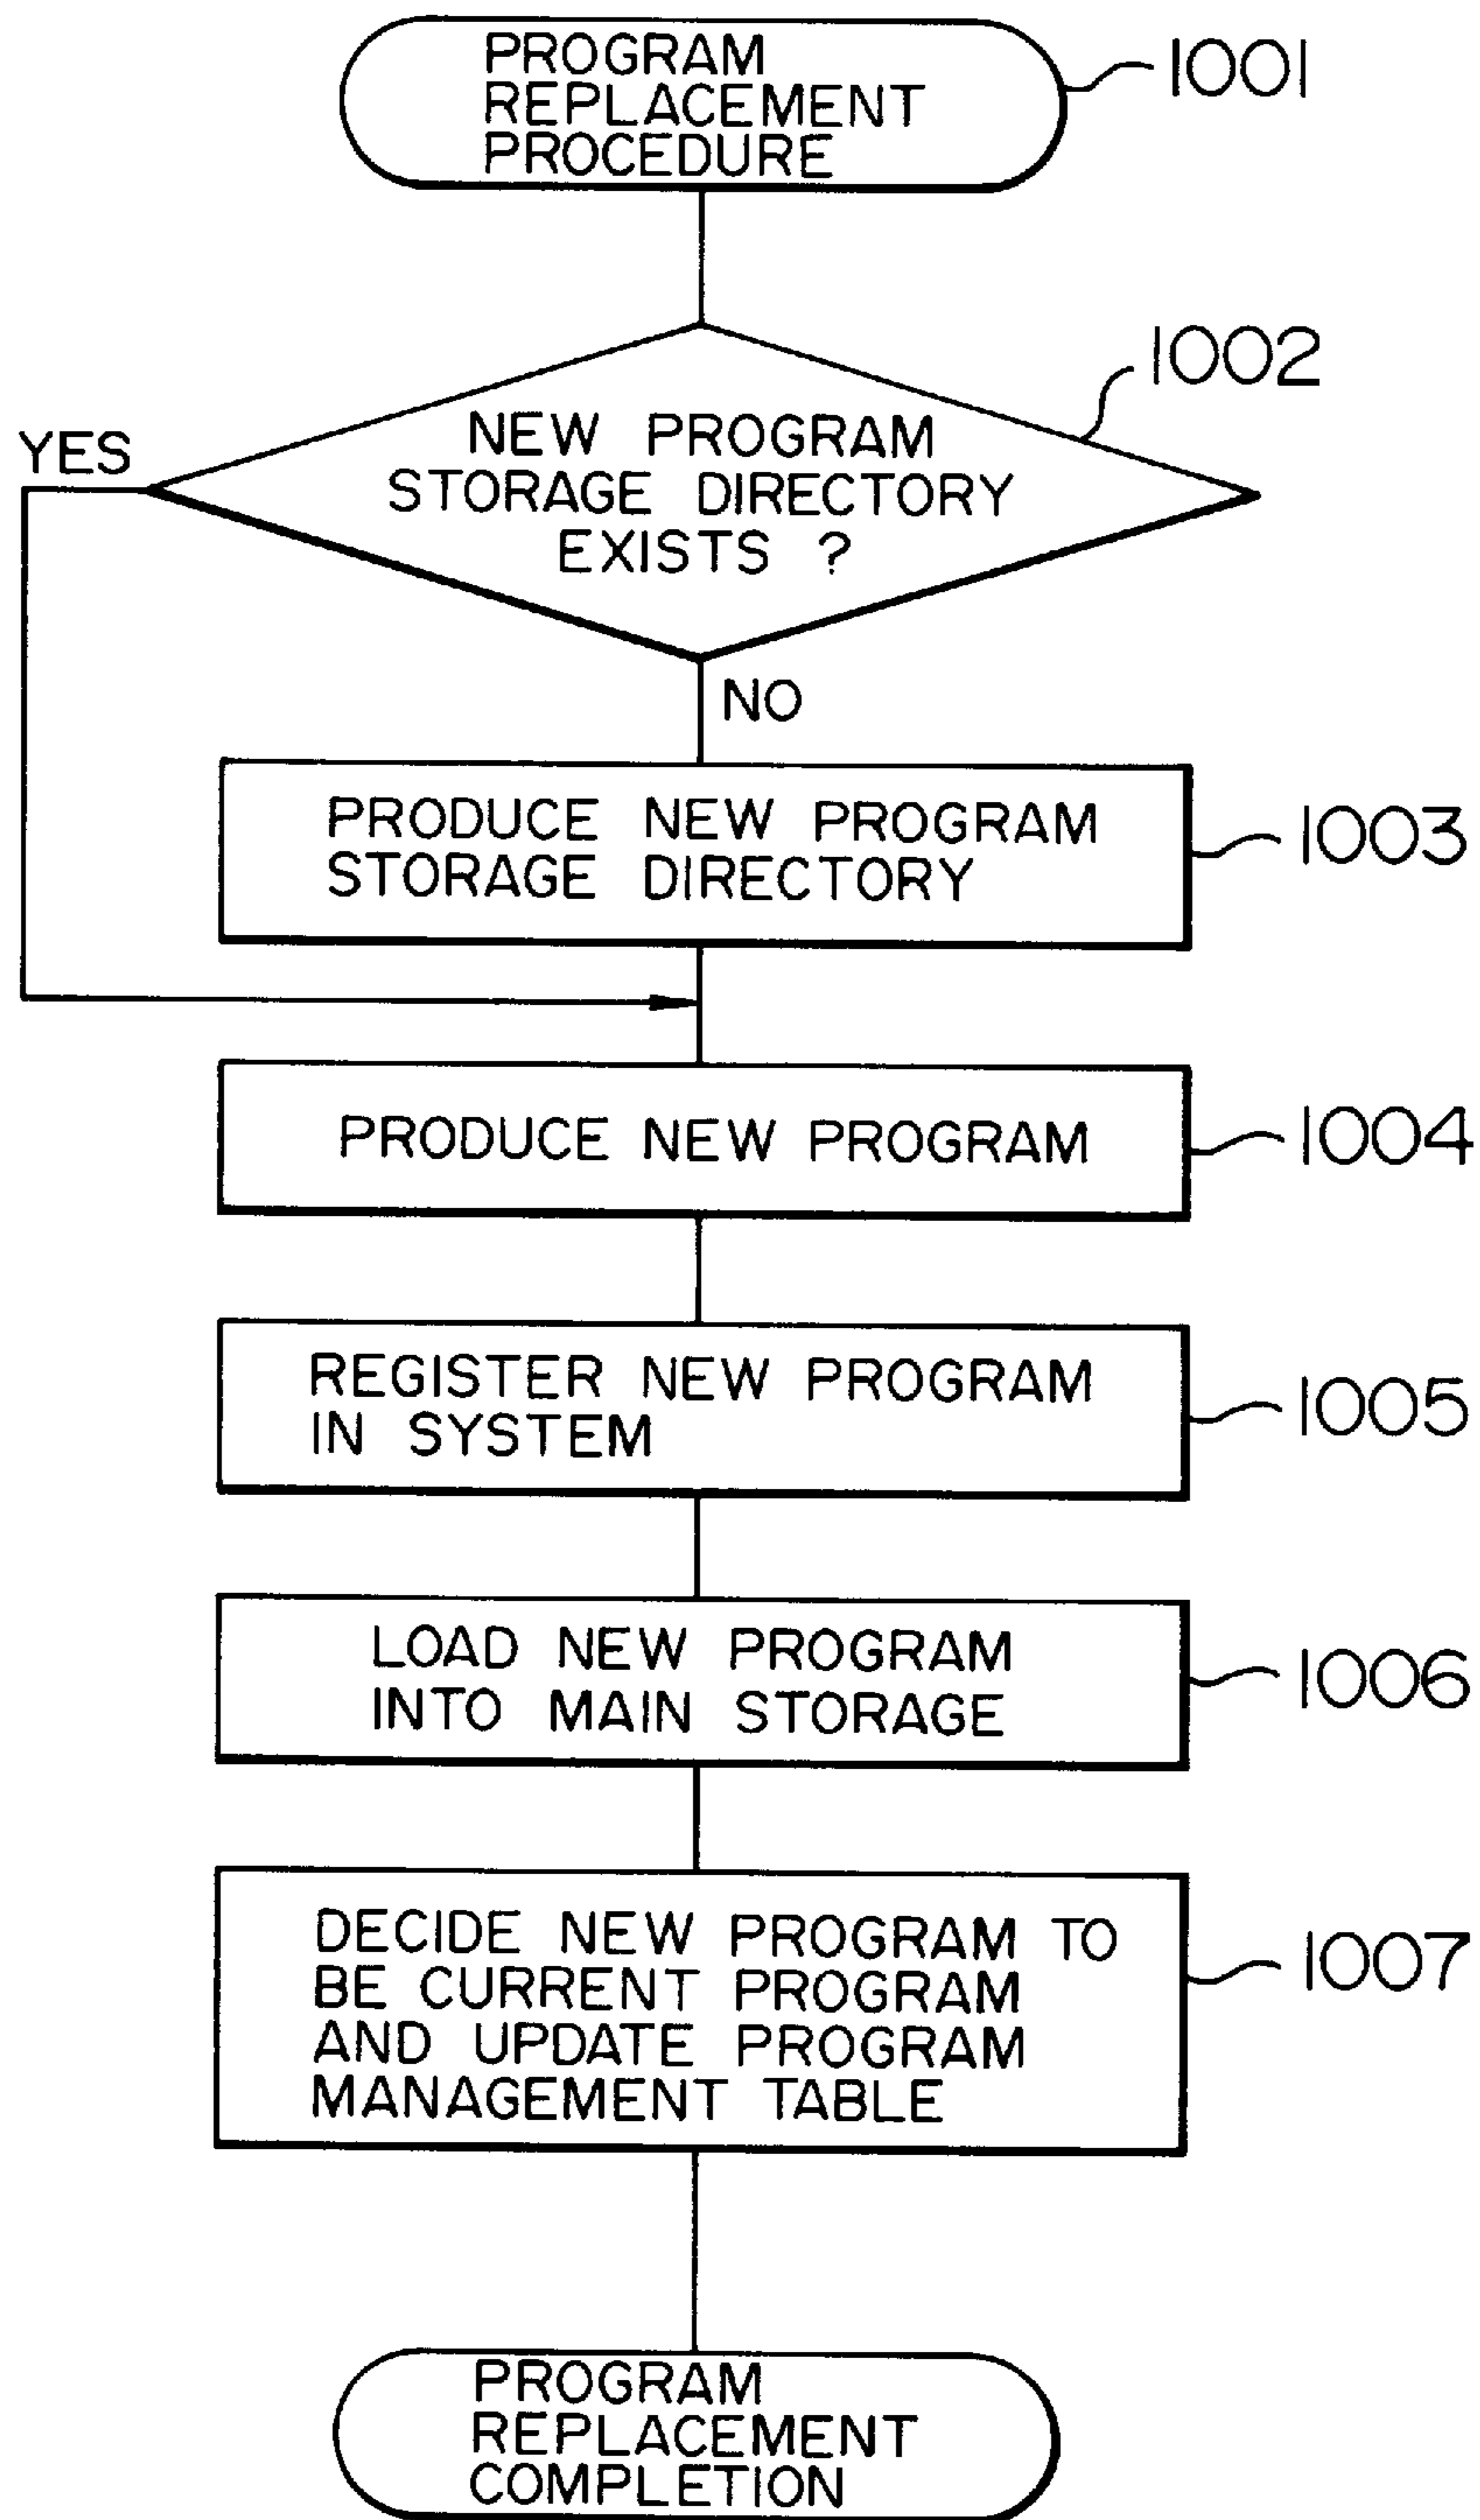 PROGRAM
REPLACEMENT
PROCEDURE
1001
1002
NEW PROGRAM
STORAGE DIRECTORY
EXISTS ?
YES
NO
PRODUCE NEW PROGRAM
STORAGE DIRECTORY
1003
PRODUCE NEW PROGRAM
1004
REGISTER NEW PROGRAM
IN SYSTEM
1005
LOAD NEW PROGRAM
INTO MAIN STORAGE
1006
DECIDE NEW PROGRAM TO
BE CURRENT PROGRAM
AND UPDATE PROGRAM
MANAGEMENT TABLE
1007
PROGRAM
REPLACEMENT
COMPLETION